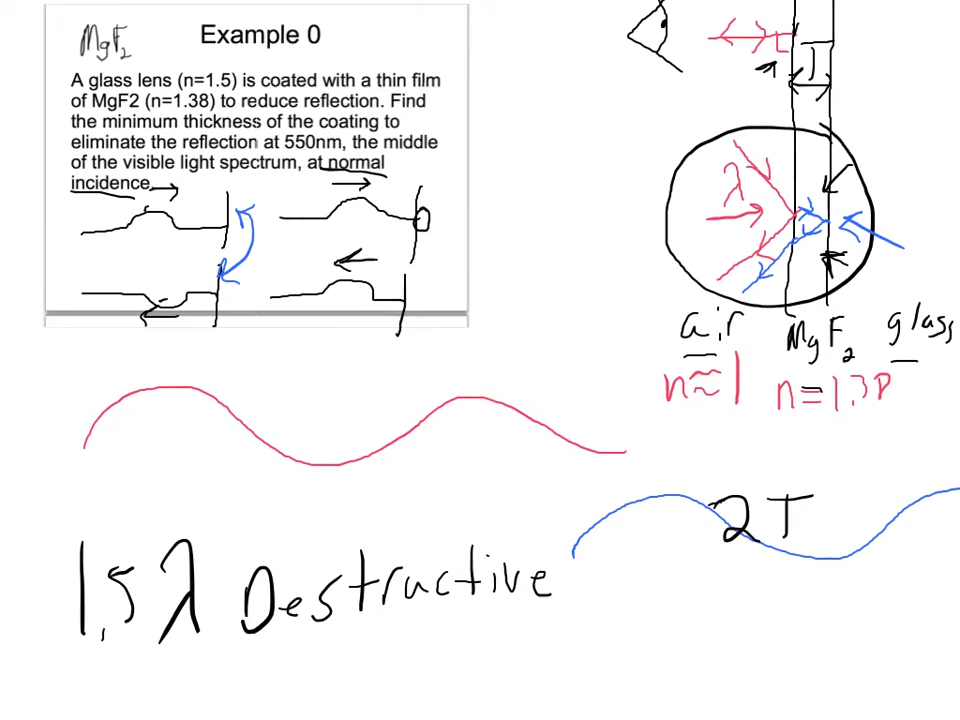 MgF2
Example 0
A glass lens (n=1.5) is coated with a thin film
of MgF2 (n=1.38) to reduce reflection. Find
the minimum thickness of the coating to
eliminate the reflection at 550nm, the middle
of the visible light spectrum, at normal
incidence.
T
λ
air
MgF2
glass
n≈1
n=1.38
2T
1.5λ Destructive